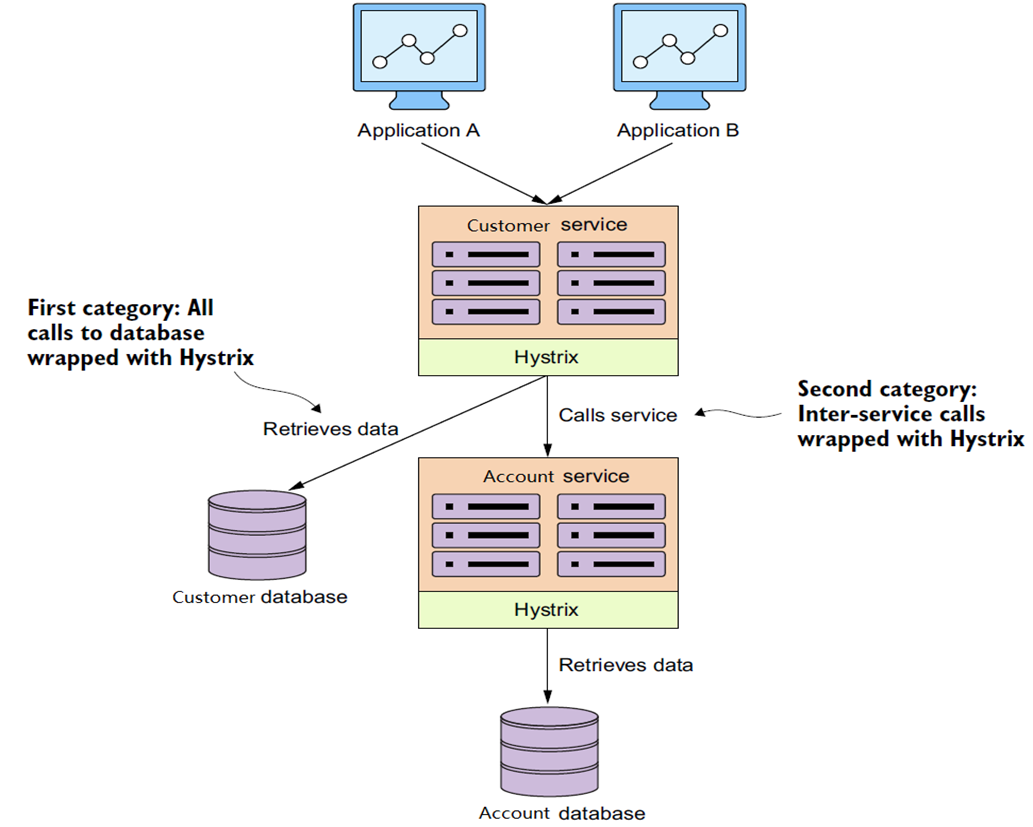 Application A
Application B
Customer service
Hystrix
First category: All
calls to database
wrapped with Hystrix
Retrieves data
Calls service
Second category:
Inter-service calls
wrapped with Hystrix
Account service
Hystrix
Customer database
Retrieves data
Account database